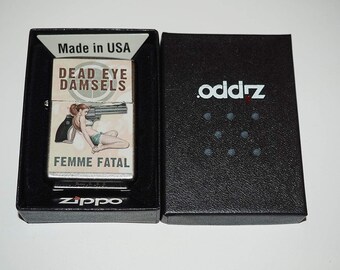 Made in USA
DEAD EYE
DAMSELS
FEMME FATAL
zippo
zippo.